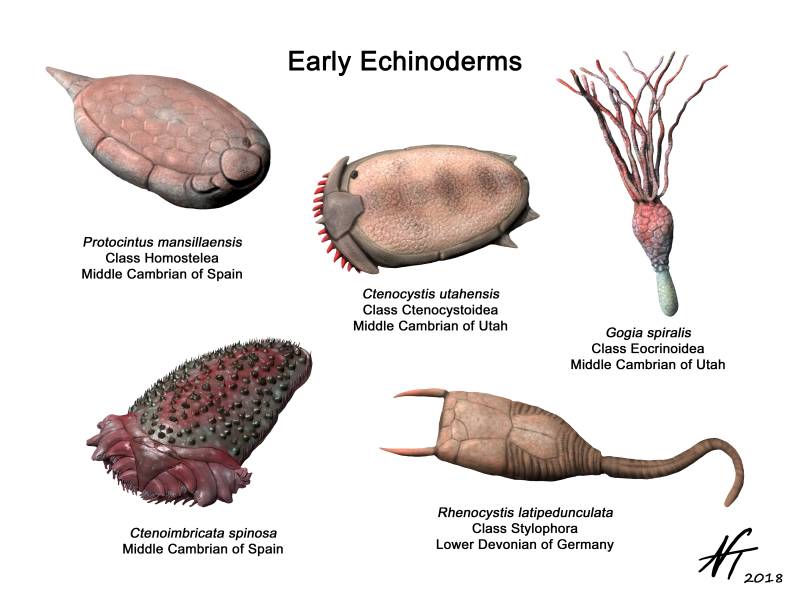 Early Echinoderms
Protocintus mansillaensis
Class Homostelea
Middle Cambrian of Spain
Ctenocystis utahensis
Class Ctenocystoidea
Middle Cambrian of Utah
Gogia spiralis
Class Eocrinoidea
Middle Cambrian of Utah
Ctenoimbricata spinosa
Middle Cambrian of Spain
Rhenocystis latipedunculata
Class Stylophora
Lower Devonian of Germany
NT
2018